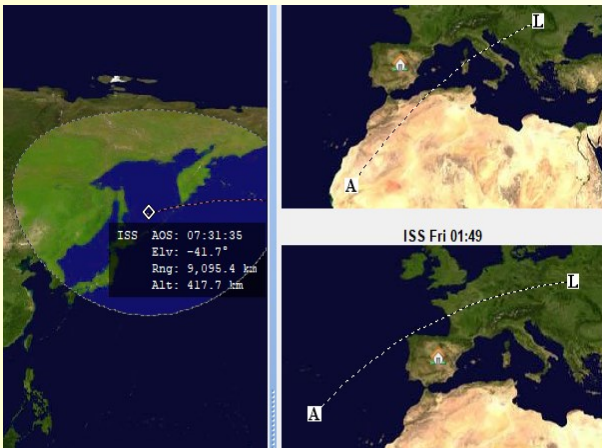 ISS AOS: 07:31:35
Elv: -41.7°
Rng: 9,095.4 km
Alt: 417.7 km
L
A
ISS Fri 01:49
L
A